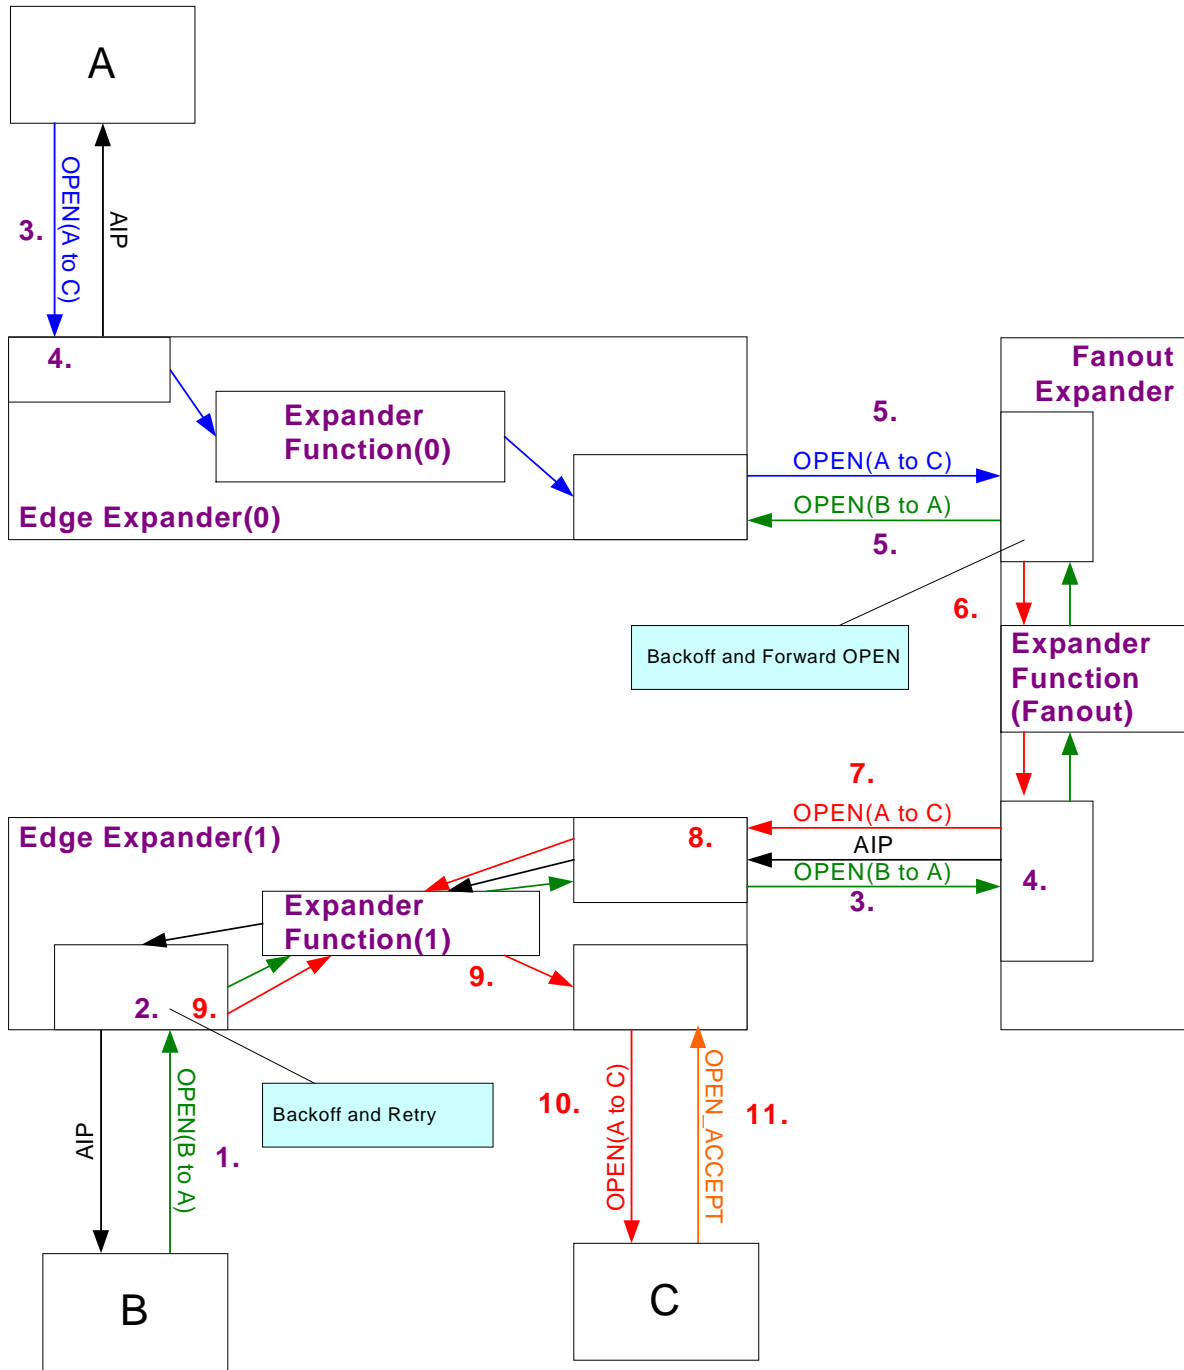 A
OPEN(A to C)
AIP
3.
4.
Expander
Function(0)
Edge Expander(0)
Fanout
Expander
5.
OPEN(A to C)
OPEN(B to A)
5.
6.
Backoff and Forward OPEN
Expander
Function
(Fanout)
7.
OPEN(A to C)
AIP
OPEN(B to A)
3.
4.
Edge Expander(1)
8.
Expander
Function(1)
9.
2.
9.
Backoff and Retry
AIP
OPEN(B to A)
1.
10.
OPEN(A to C)
OPEN_ACCEPT
11.
B
C